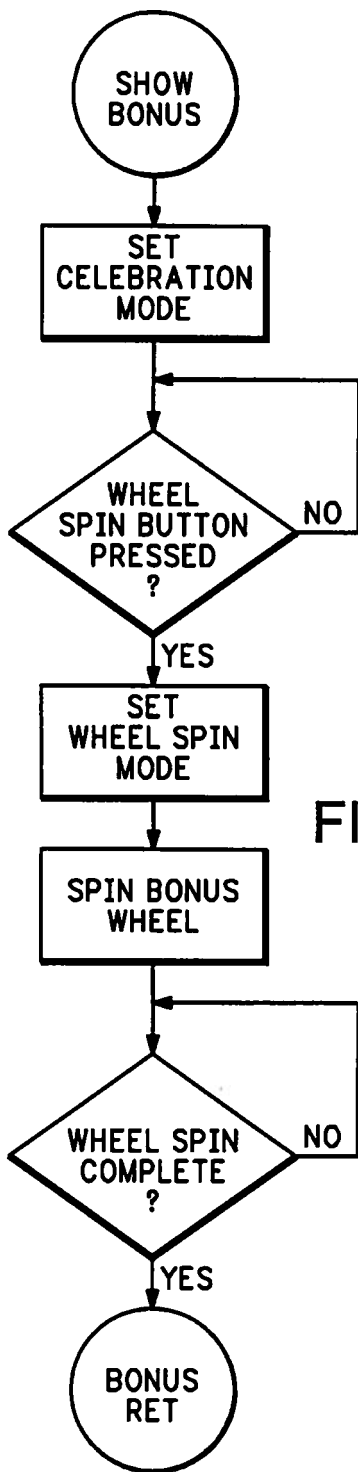 SHOW
BONUS
SET
CELEBRATION
MODE
WHEEL
SPIN BUTTON
PRESSED
?
NO
YES
SET
WHEEL SPIN
MODE
FI
SPIN BONUS
WHEEL
WHEEL SPIN
COMPLETE
?
NO
YES
BONUS
RET